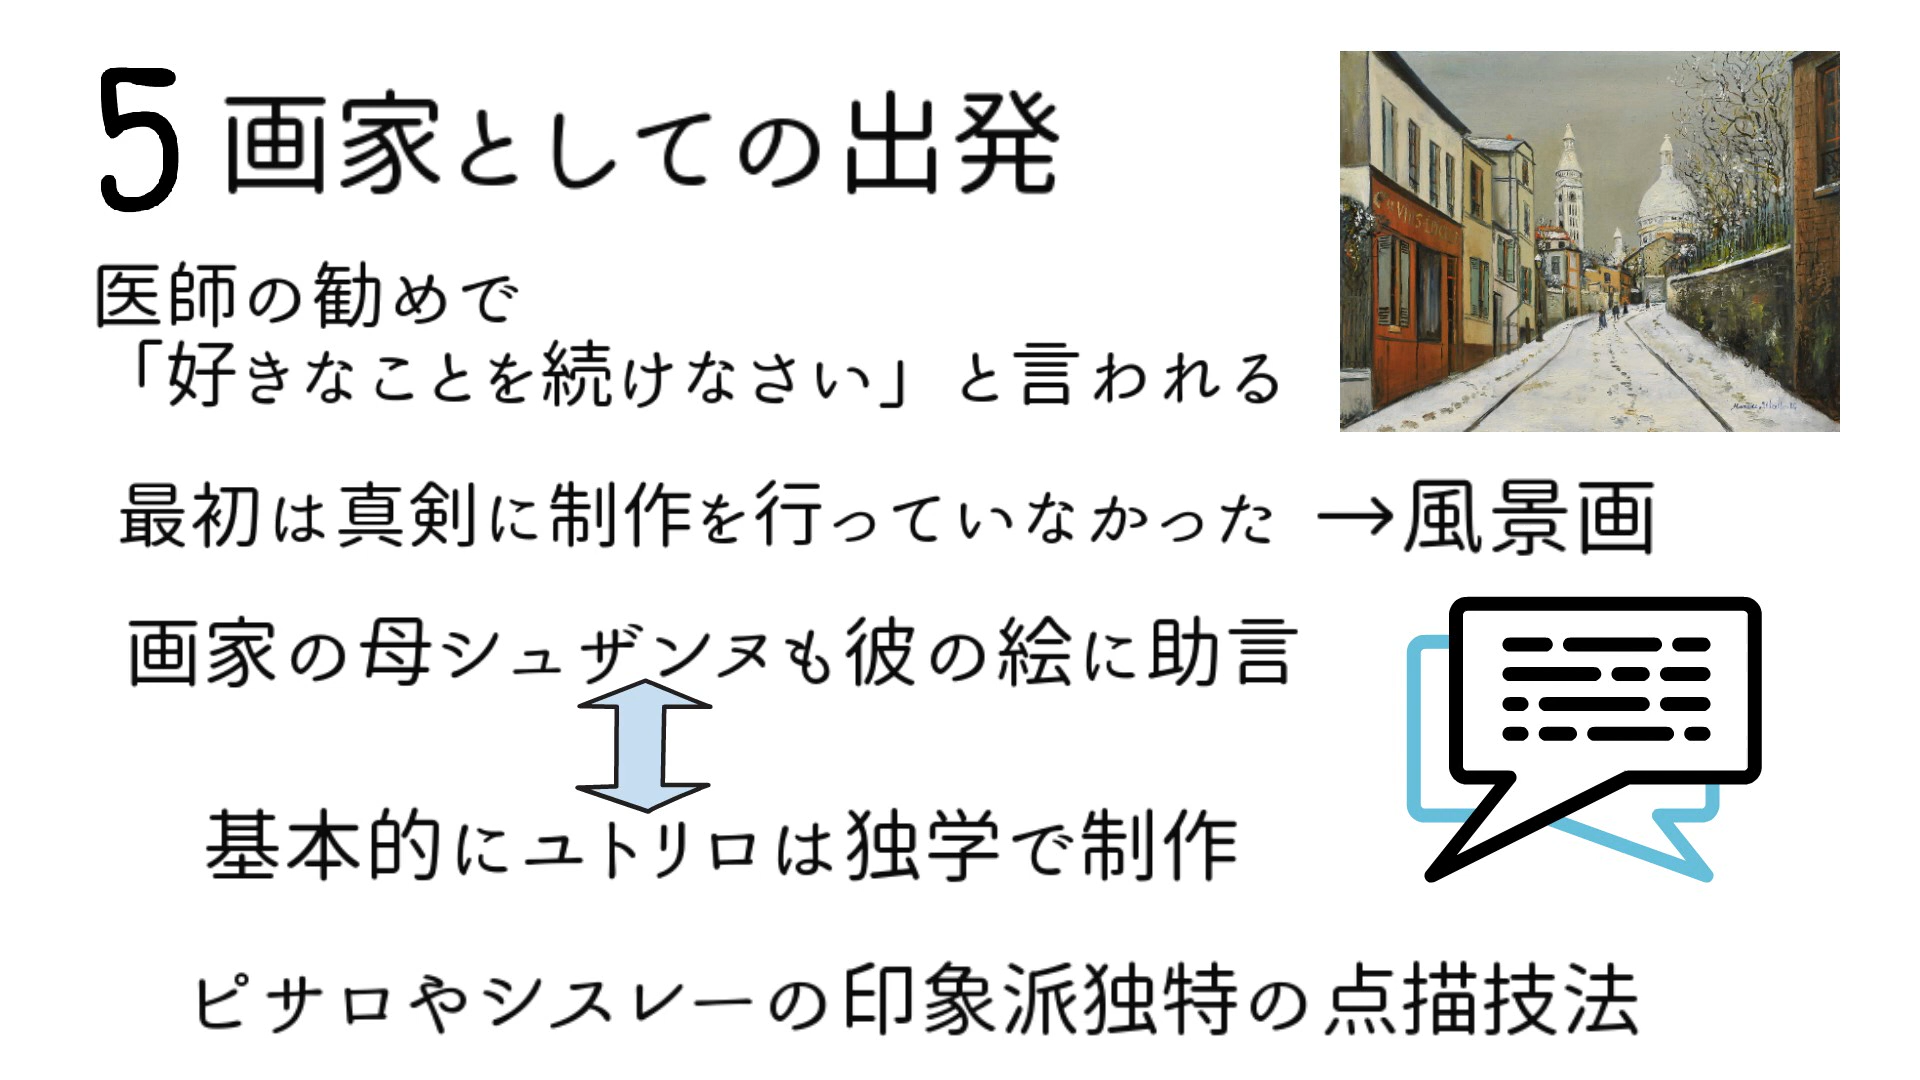 5 画家としての出発
医師の勧めで
「好きなことを続けなさい」と言われる
最初は真剣に制作を行っていなかった →風景画
画家の母シュザンヌも彼の絵に助言
基本的にユトリロは独学で制作
ピサロやシスレーの印象派独特の点描技法